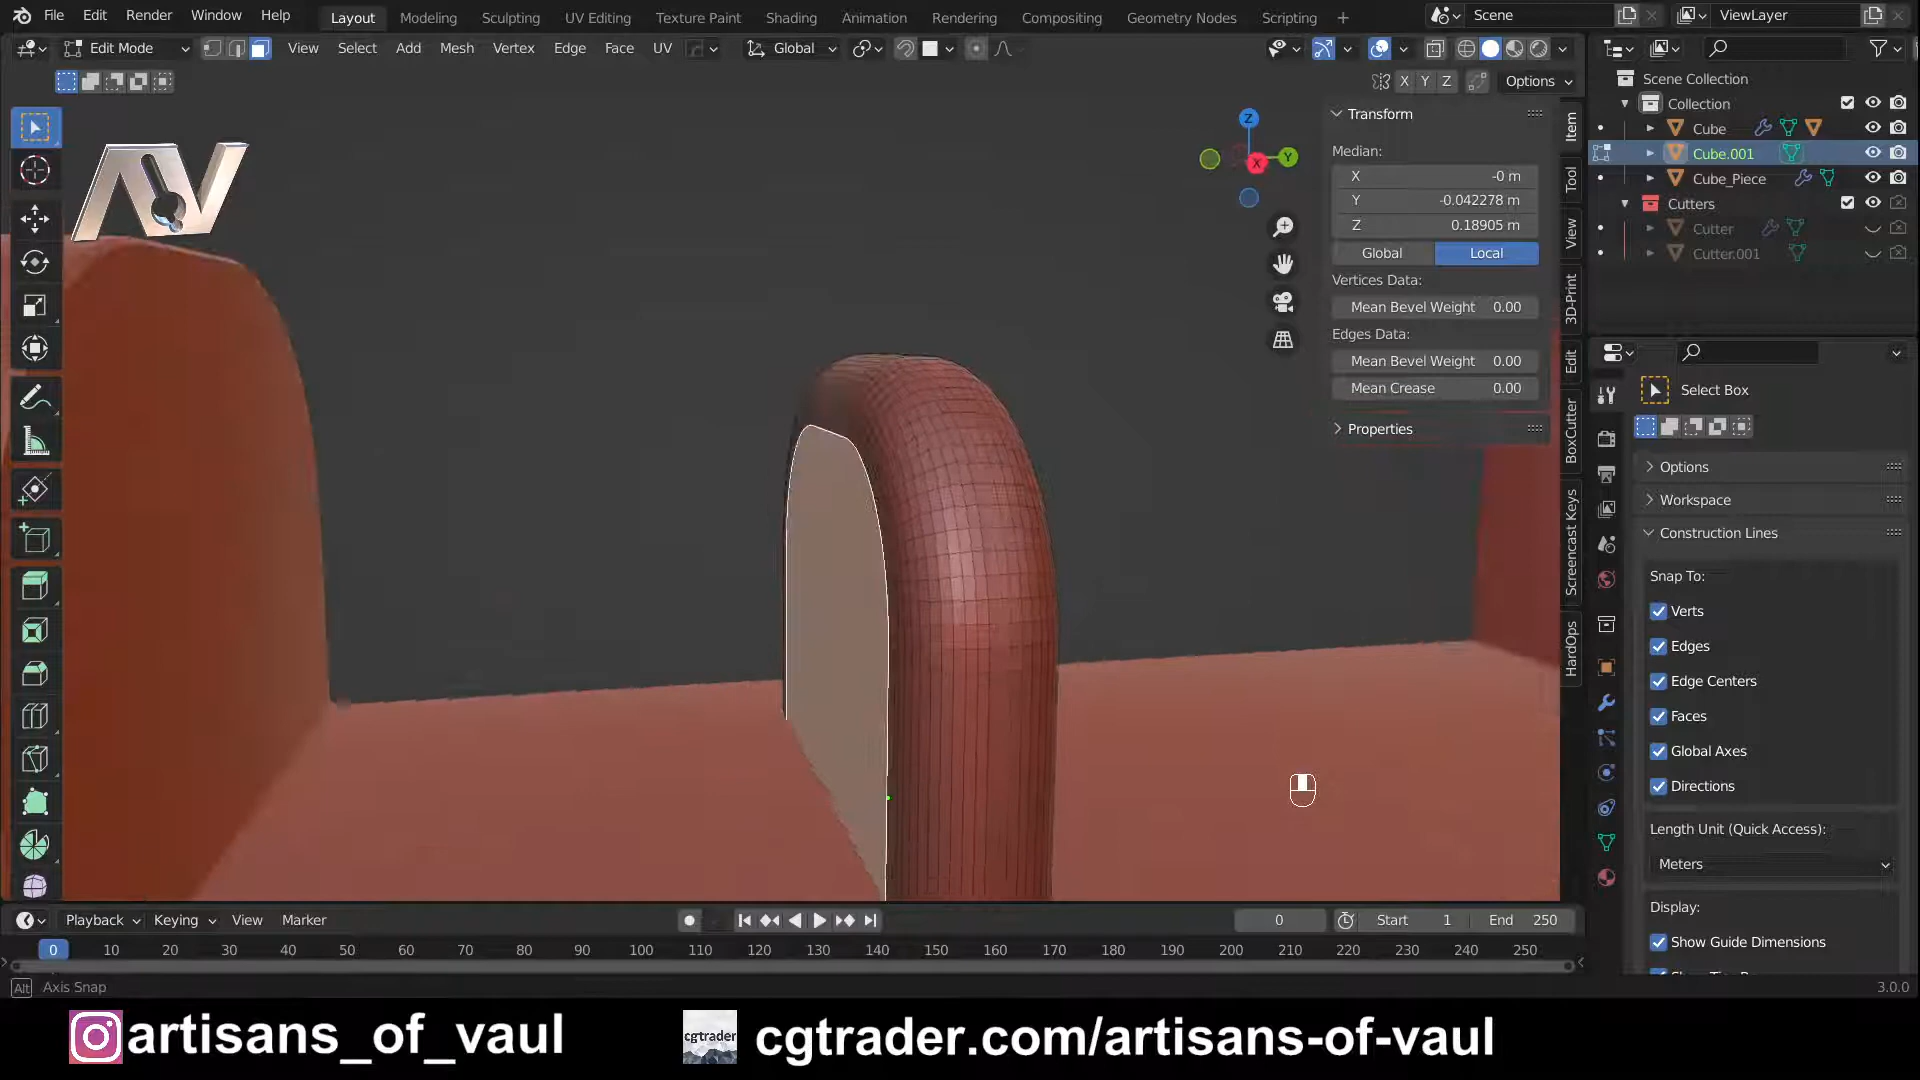 File Edit Render Window Help Layout Modeling Sculpting UV Editing Texture Paint Shading Animation Rendering Compositing Geometry Nodes Scripting + Scene ViewLayer
Edit Mode View Select Add Mesh Vertex Edge Face UV Global
X Y Z Options
Scene Collection
Collection
Cube
Cube.001
Cube_Piece
Cutters
Cutter
Cutter.001
Z
X
Y
Transform
Median:
X -0 m
Y -0.042278 m
Z 0.18905 m
Global Local
Vertices Data:
Mean Bevel Weight 0.00
Edges Data:
Mean Bevel Weight 0.00
Mean Crease 0.00
Properties
Item
Tool
View
3D-Print
Edit
BoxCutter
Screencast Keys
HardOps
Select Box
Options
Workspace
Construction Lines
Snap To:
Verts
Edges
Edge Centers
Faces
Global Axes
Directions
Length Unit (Quick Access):
Meters
Display:
Show Guide Dimensions
Playback Keying View Marker 0 Start 1 End 250
0 10 20 30 40 50 60 70 80 90 100 110 120 130 140 150 160 170 180 190 200 210 220 230 240 250
Alt Axis Snap 3.0.0
artisans_of_vaul cgtrader cgtrader.com/artisans-of-vaul